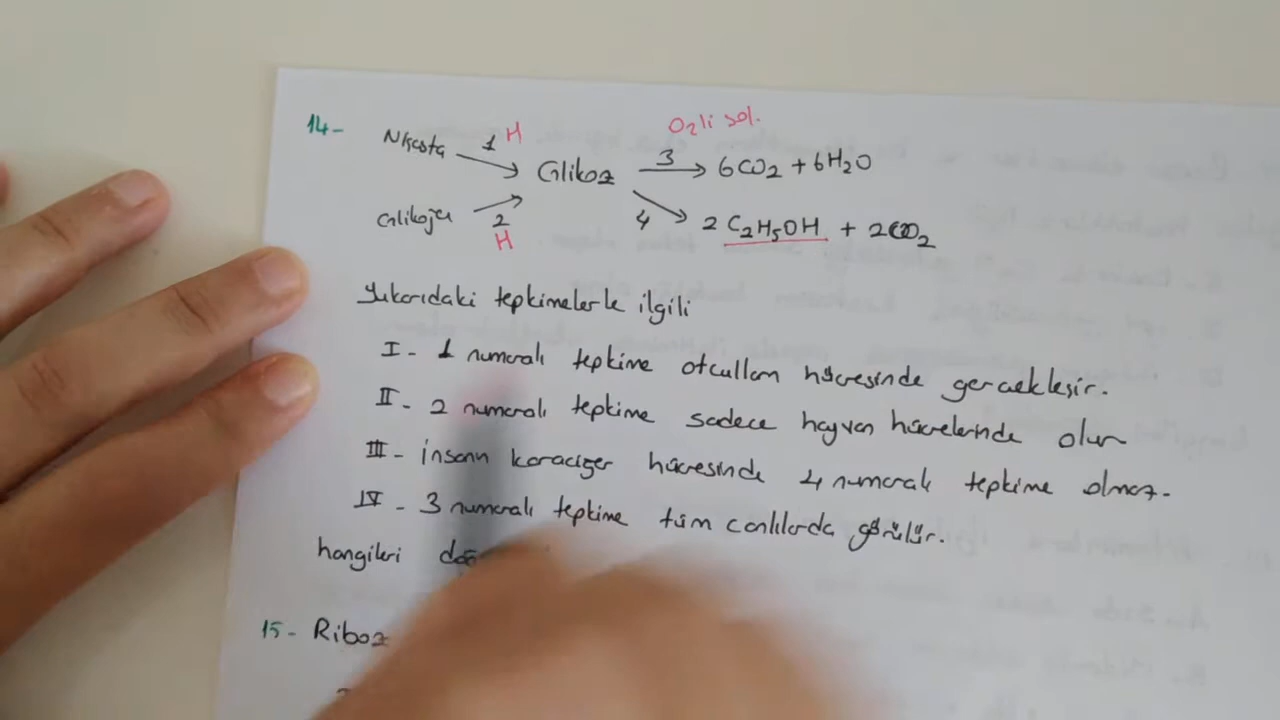 14-
O₂li sol.
Nişasta 1 H
Glikoz 3 6CO₂ + 6H₂O
Glikojen 2 H
4 2 C₂H₅OH + 2CO₂
Yukarıdaki tepkimelerle ilgili
I - 1 numaralı tepkime otçulların hücresinde gerçekleşir.
II - 2 numaralı tepkime sadece hayvan hücrelerinde olur
III - insanın karaciğer hücresinde 4 numaralı tepkime olmaz.
IV - 3 numaralı tepkime tüm canlılarda görülür.
hangileri
15- Riboz